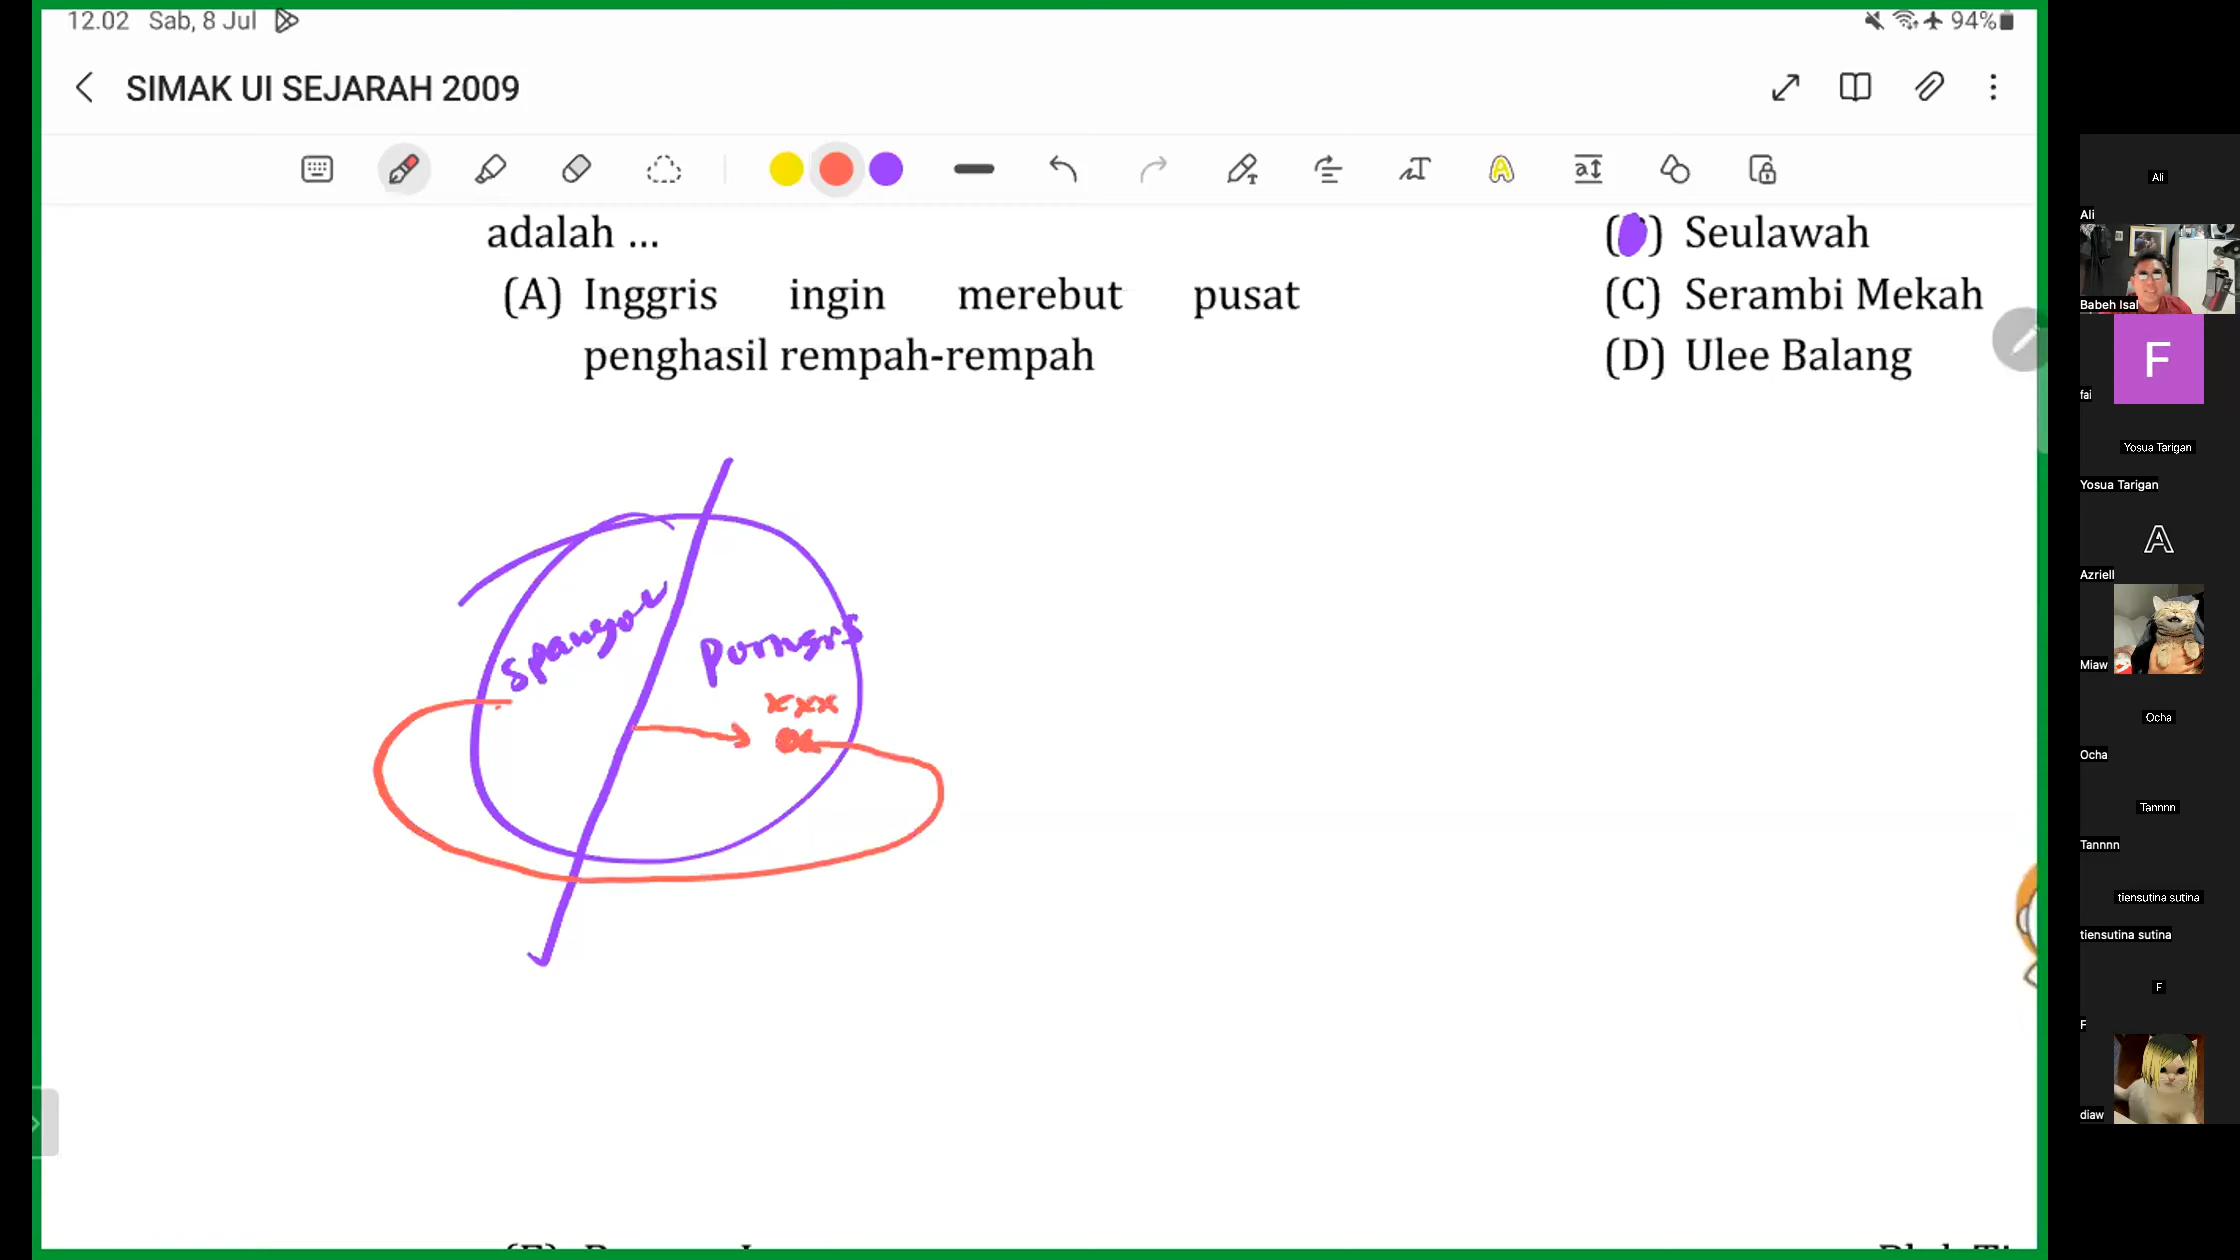 12.02 Sab, 8 Jul
94%
SIMAK UI SEJARAH 2009
adalah ...
(A) Inggris ingin merebut pusat
penghasil rempah-rempah
( ) Seulawah
(C) Serambi Mekah
(D) Ulee Balang
Spanyol
Portugis
xxx
Ali
Ali
Babeh Isal
F
fai
Yosua Tarigan
Yosua Tarigan
A
Azriell
Miaw
Ocha
Ocha
Tannnn
Tannnn
tiensutina sutina
tiensutina sutina
F
F
diaw